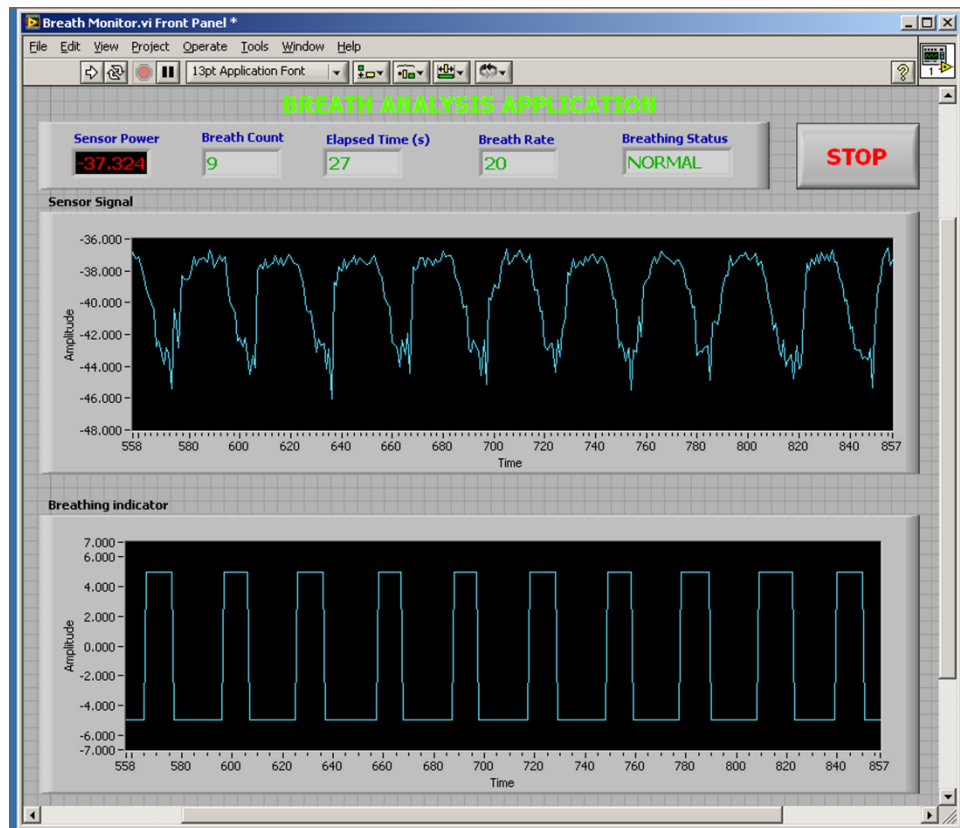 Breath Monitor.vi Front Panel *
File Edit View Project Operate Tools Window Help
13pt Application Font
1
BREATH ANALYSIS APPLICATION
Sensor Power Breath Count Elapsed Time (s) Breath Rate Breathing Status
-37.324 9 27 20 NORMAL
STOP
Sensor Signal
-36.000
-38.000
-40.000
-42.000
-44.000
-46.000
-48.000
Amplitude
558 580 600 620 640 660 680 700 720 740 760 780 800 820 840 857
Time
Breathing indicator
7.000
6.000
4.000
2.000
0.000
-2.000
-4.000
-6.000
-7.000
Amplitude
558 580 600 620 640 660 680 700 720 740 760 780 800 820 840 857
Time